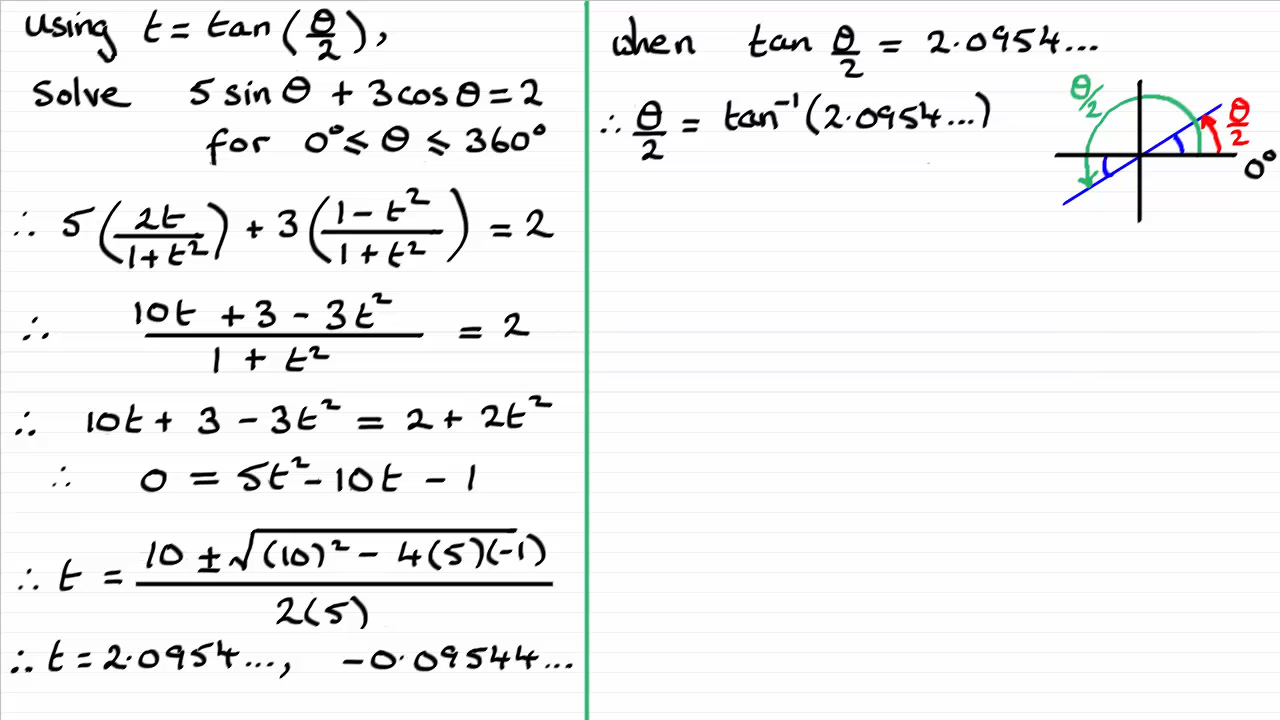 using t = tan(θ/2),
Solve 5 sinθ + 3cosθ = 2
for 0° ≤ θ ≤ 360°
∴ 5(2t/1+t²) + 3(1-t²/1+t²) = 2
∴ 10t + 3 - 3t²/1 + t² = 2
∴ 10t + 3 - 3t² = 2 + 2t²
∴ 0 = 5t² - 10t - 1
∴ t = 10 ± √(10)² - 4(5)(-1)/2(5)
∴ t = 2.0954..., -0.09544...
when tan θ/2 = 2.0954...
∴ θ/2 = tan⁻¹(2.0954...)
θ/2
θ/2
0°